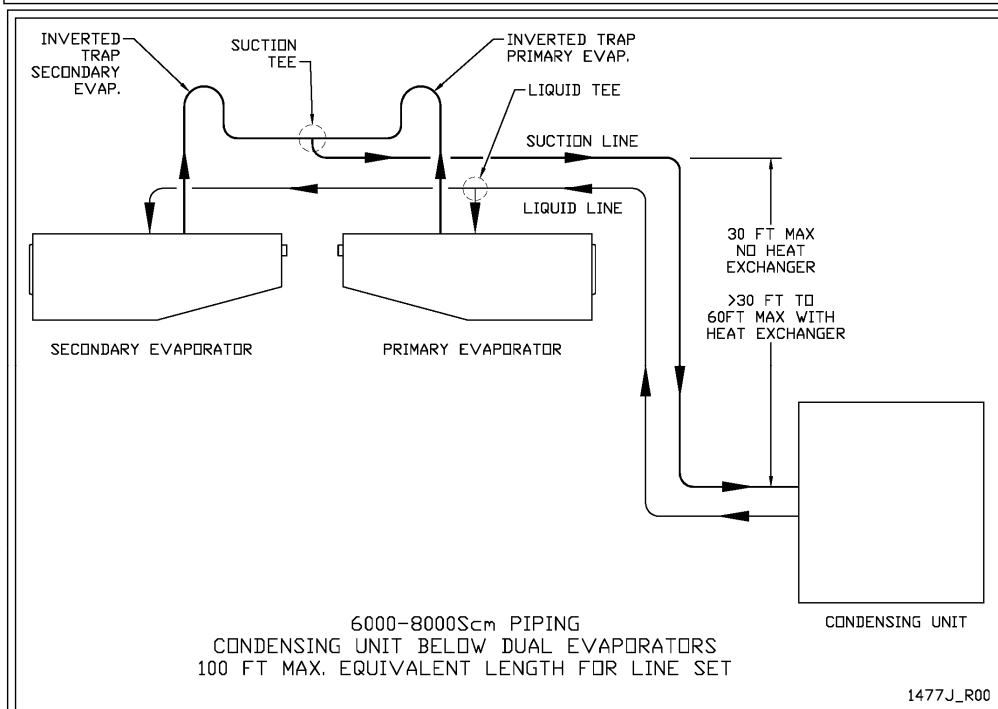 INVERTED
TRAP
SECONDARY
EVAP.
SUCTION
TEE
INVERTED TRAP
PRIMARY EVAP.
LIQUID TEE
SUCTION LINE
LIQUID LINE
30 FT MAX
NO HEAT
EXCHANGER
>30 FT TO
60FT MAX WITH
HEAT EXCHANGER
SECONDARY EVAPORATOR
PRIMARY EVAPORATOR
CONDENSING UNIT
6000-8000Scm PIPING
CONDENSING UNIT BELOW DUAL EVAPORATORS
100 FT MAX. EQUIVALENT LENGTH FOR LINE SET
1477J_R00